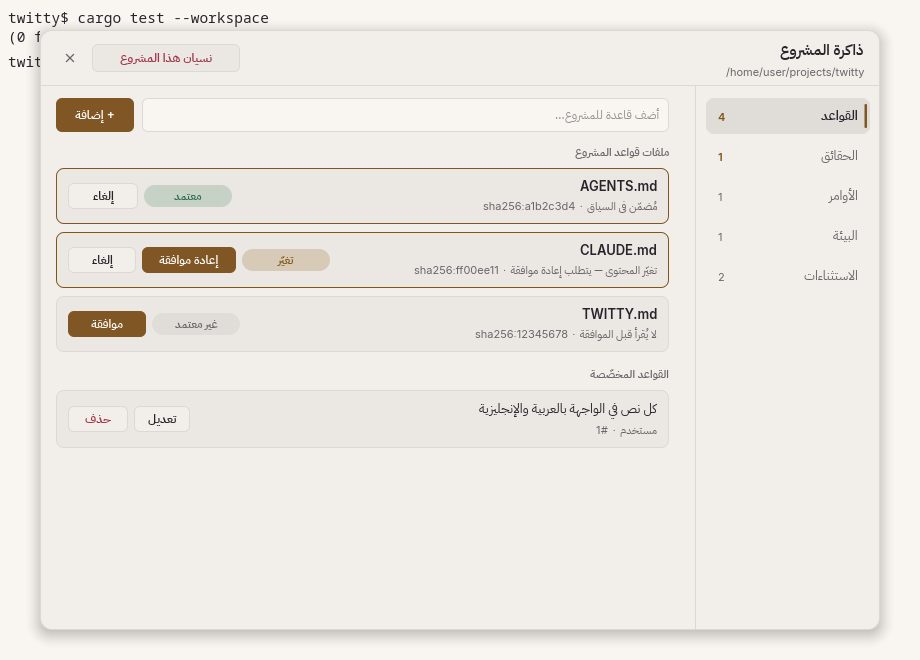 twitty$ cargo test --workspace
(0 f
twit
ذاكرة المشروع
/home/user/projects/twitty
نسيان هذا المشروع
×
القواعد 4
الحقائق 1
الأوامر 1
البيئة 1
الاستثناءات 2
أضف قاعدة للمشروع...
+ إضافة
ملفات قواعد المشروع
AGENTS.md
مُضمّن في السياق · sha256:a1b2c3d4
معتمد
إلغاء
CLAUDE.md
تغيّر المحتوى — يتطلب إعادة موافقة · sha256:ff00ee11
تغيّر
إعادة موافقة
إلغاء
TWITTY.md
لا يُقرأ قبل الموافقة · sha256:12345678
غير معتمد
موافقة
القواعد المخصّصة
كل نص في الواجهة بالعربية والإنجليزية
مستخدم · #1
تعديل
حذف